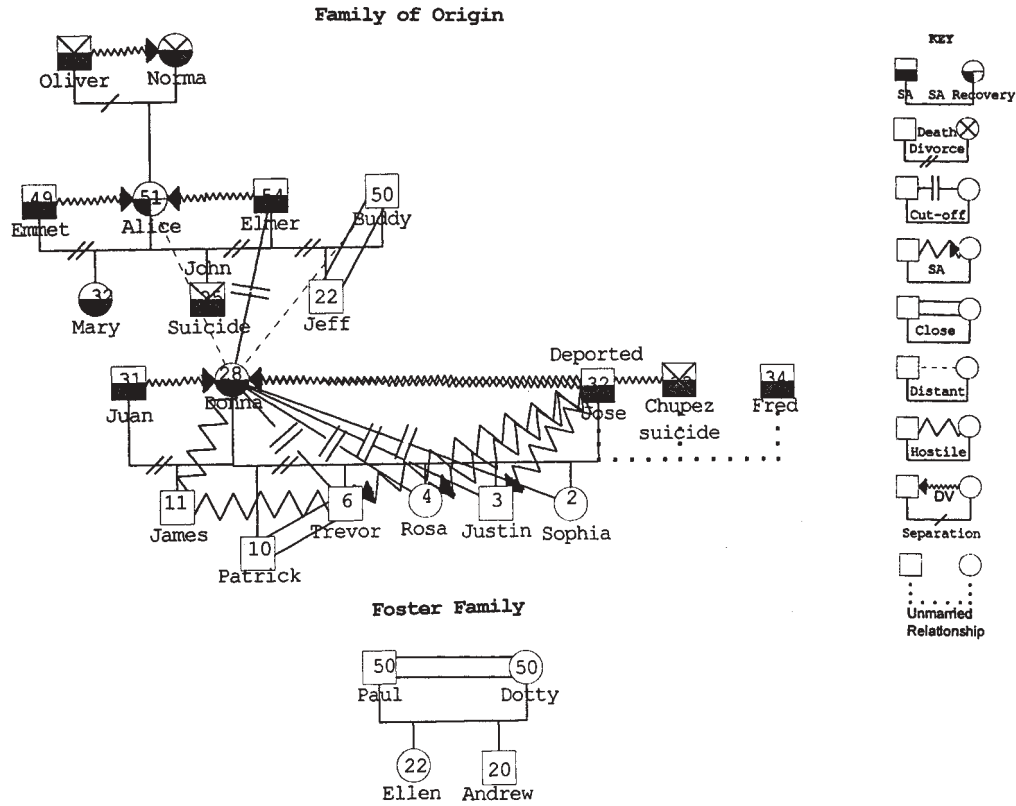 Family of Origin
KEY
Oliver
Norma
SA SA Recovery
Death
Divorce
49
51
54
50
Emmet
Alice
Elmer
Buddy
Cut-off
SA
John
32
22
Mary
Suicide
Jeff
Close
Deported
31
28
32
34
Juan
Donna
Jose
Chupez
Fred
suicide
Distant
Hostile
11
6
4
3
2
James
Trevor
Rosa
Justin
Sophia
DV
Separation
10
Patrick
Unmarried
Relationship
Foster Family
50
50
Paul
Dotty
22
20
Ellen
Andrew